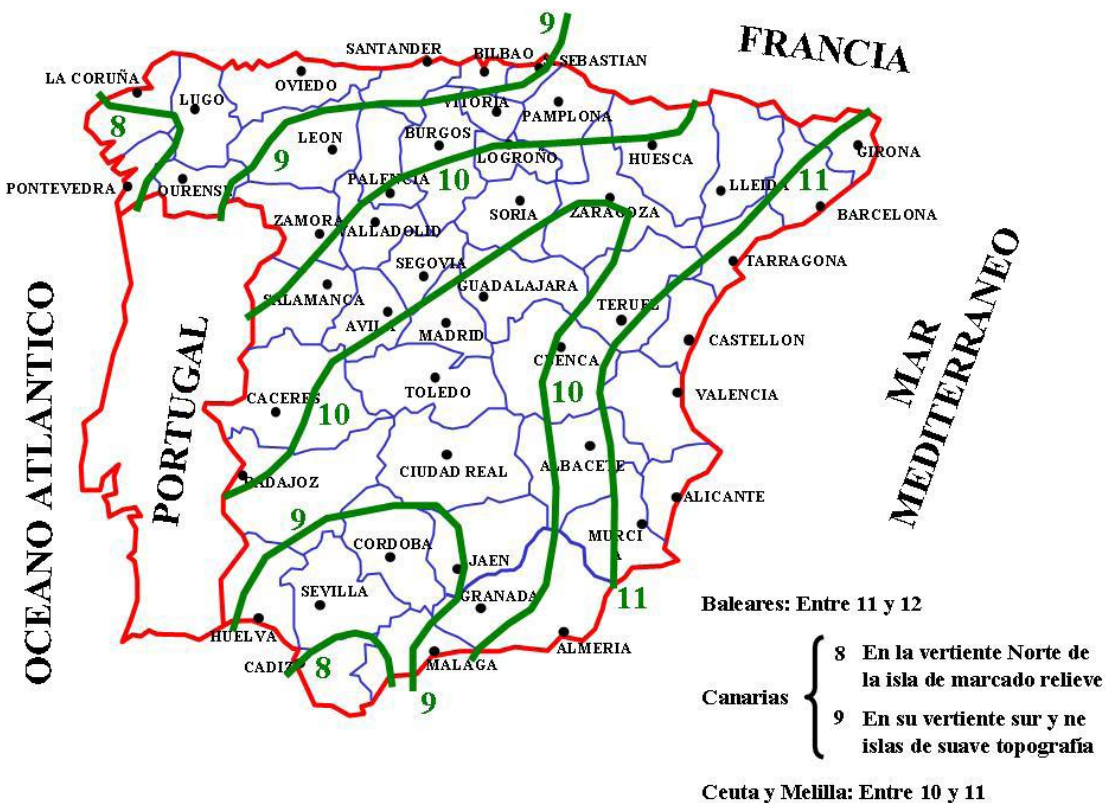 9
FRANCIA
SANTANDER
BILBAO
SEBASTIAN
LA CORUÑA
OVIEDO
LUGO
VITORIA
PAMPLONA
8
LEON
BURGOS
9
LOGROÑO
HUESCA
GIRONA
PONTEVEDRA
OURENSE
PALENCIA
10
LLEIDA
11
ZAMORA
VALLADOLID
SORIA
ZARAGOZA
BARCELONA
SEGOVIA
TARRAGONA
SALAMANCA
GUADALAJARA
AVILA
MADRID
TERUEL
CASTELLON
CUENCA
OCEANO ATLANTICO
PORTUGAL
MAR
MEDITERRANEO
CACERES
10
TOLEDO
10
VALENCIA
BADAJOZ
CIUDAD REAL
ALBACETE
ALICANTE
9
CORDOBA
MURCI
A
JAEN
SEVILLA
GRANADA
11
HUELVA
CADIZ
8
MALAGA
ALMERIA
9
Baleares: Entre 11 y 12
Canarias
8 En la vertiente Norte de
la isla de marcado relieve
9 En su vertiente sur y ne
islas de suave topografía
Ceuta y Melilla: Entre 10 y 11